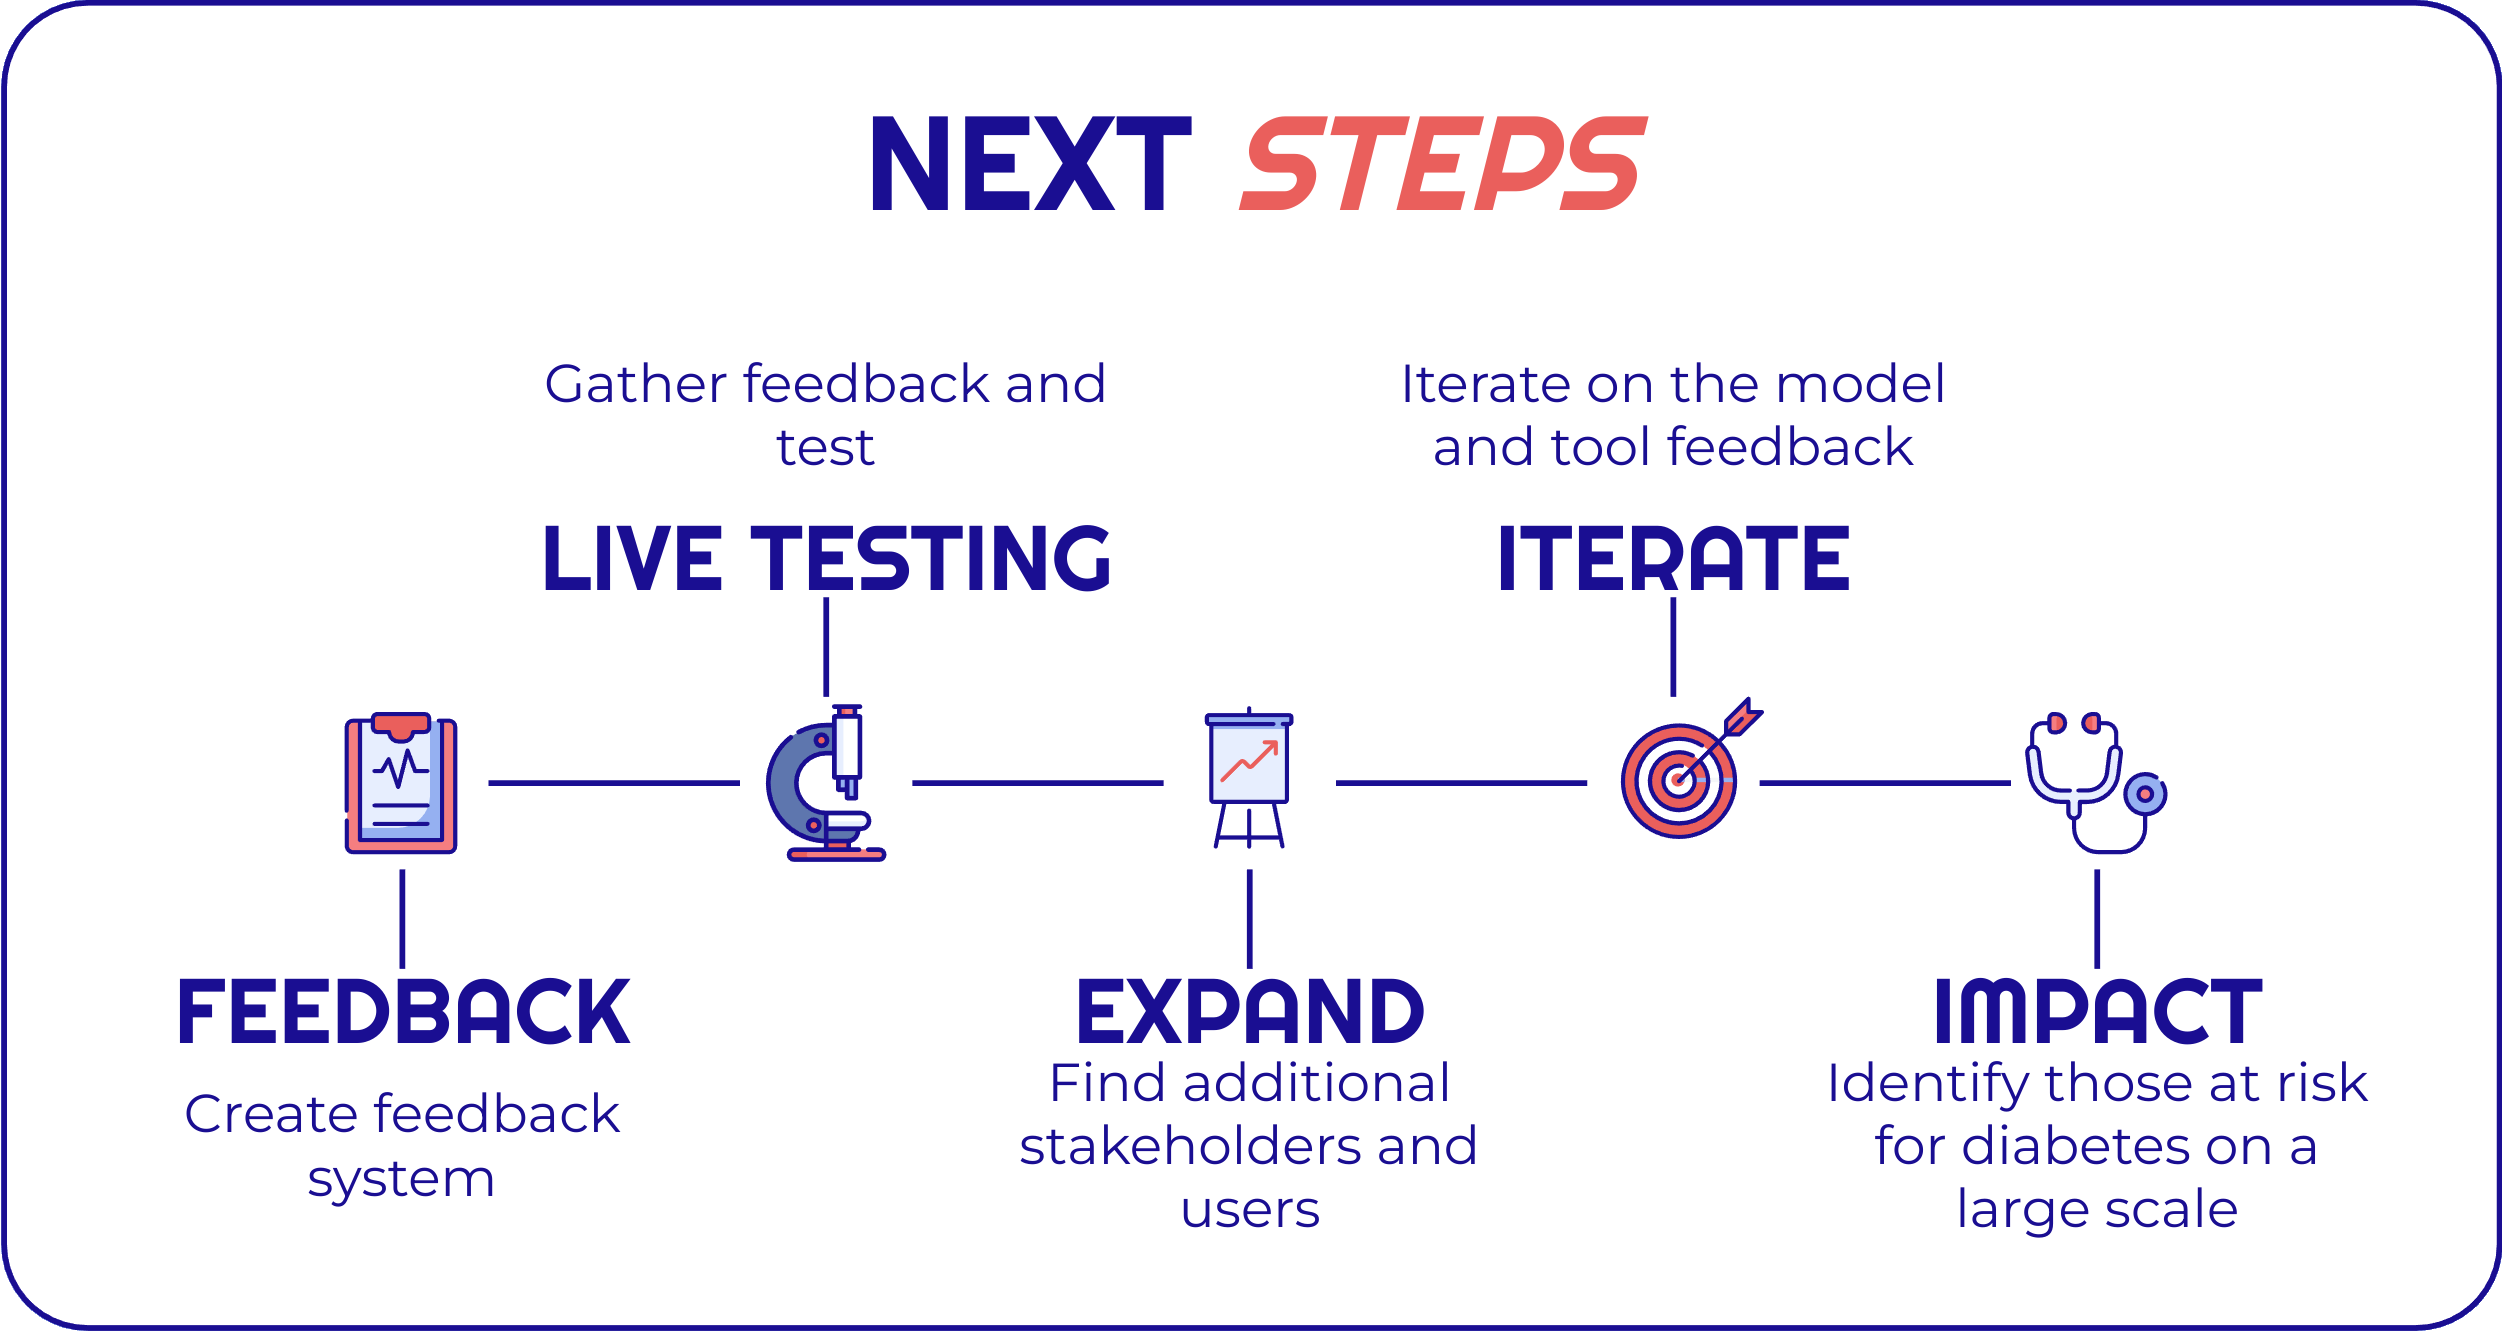 NEXT STEPS
Gather feedback and
test
LIVE TESTING
Iterate on the model
and tool feedback
ITERATE
FEEDBACK
Create feedback
system
EXPAND
Find additional
stakeholders and
users
IMPACT
Identify those at risk
for diabetes on a
large scale